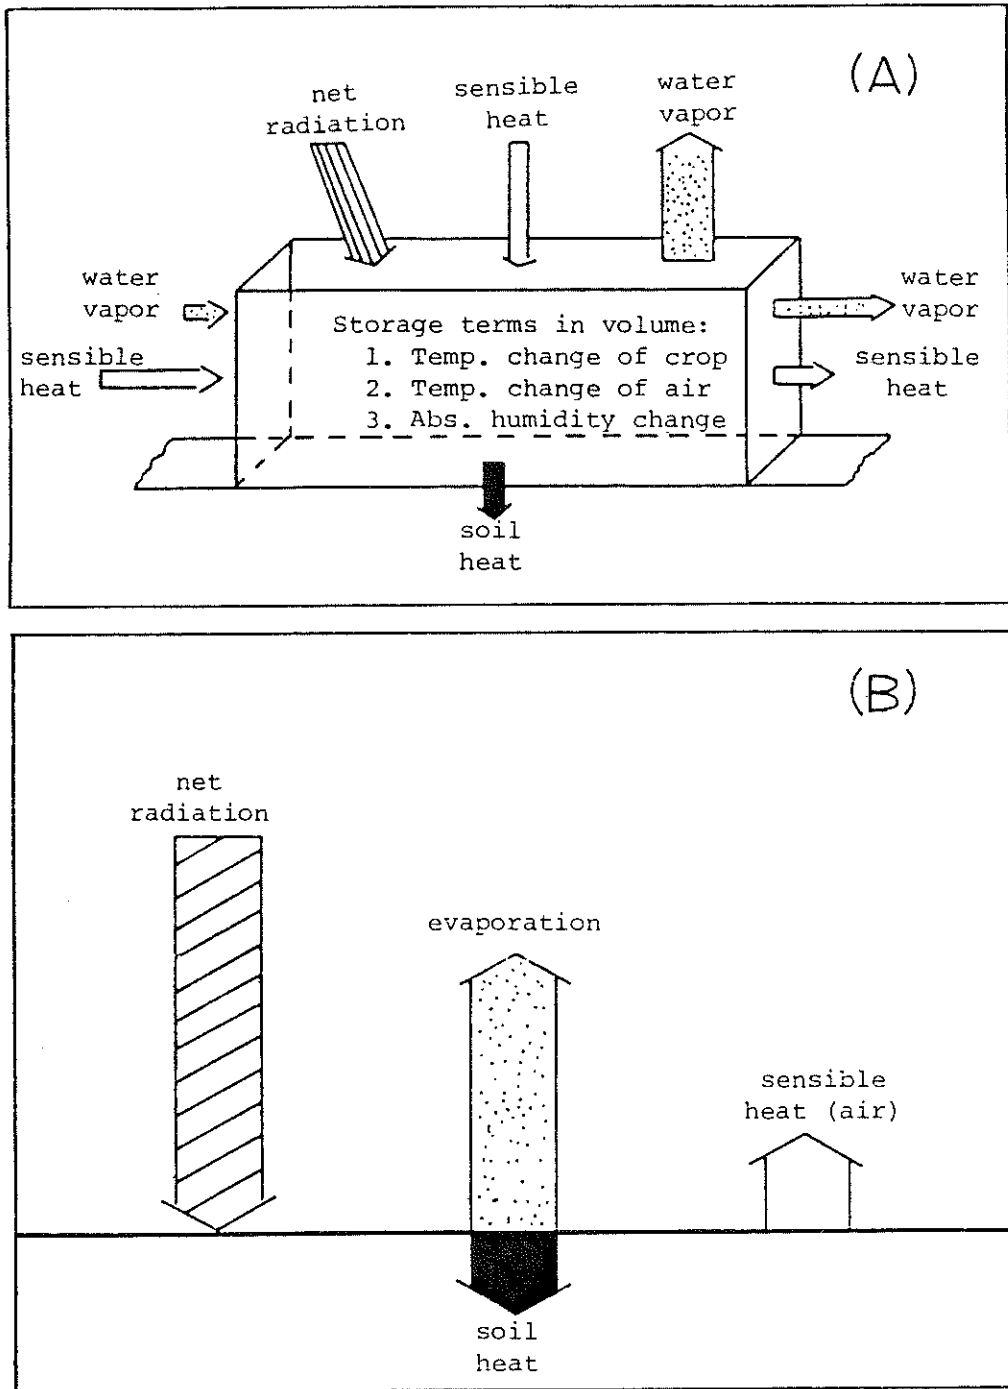 (A)
net
radiation
sensible
heat
water
vapor
water
vapor
sensible
heat
Storage terms in volume:
1. Temp. change of crop
2. Temp. change of air
3. Abs. humidity change
water
vapor
sensible
heat
soil
heat
(B)
net
radiation
evaporation
sensible
heat (air)
soil
heat